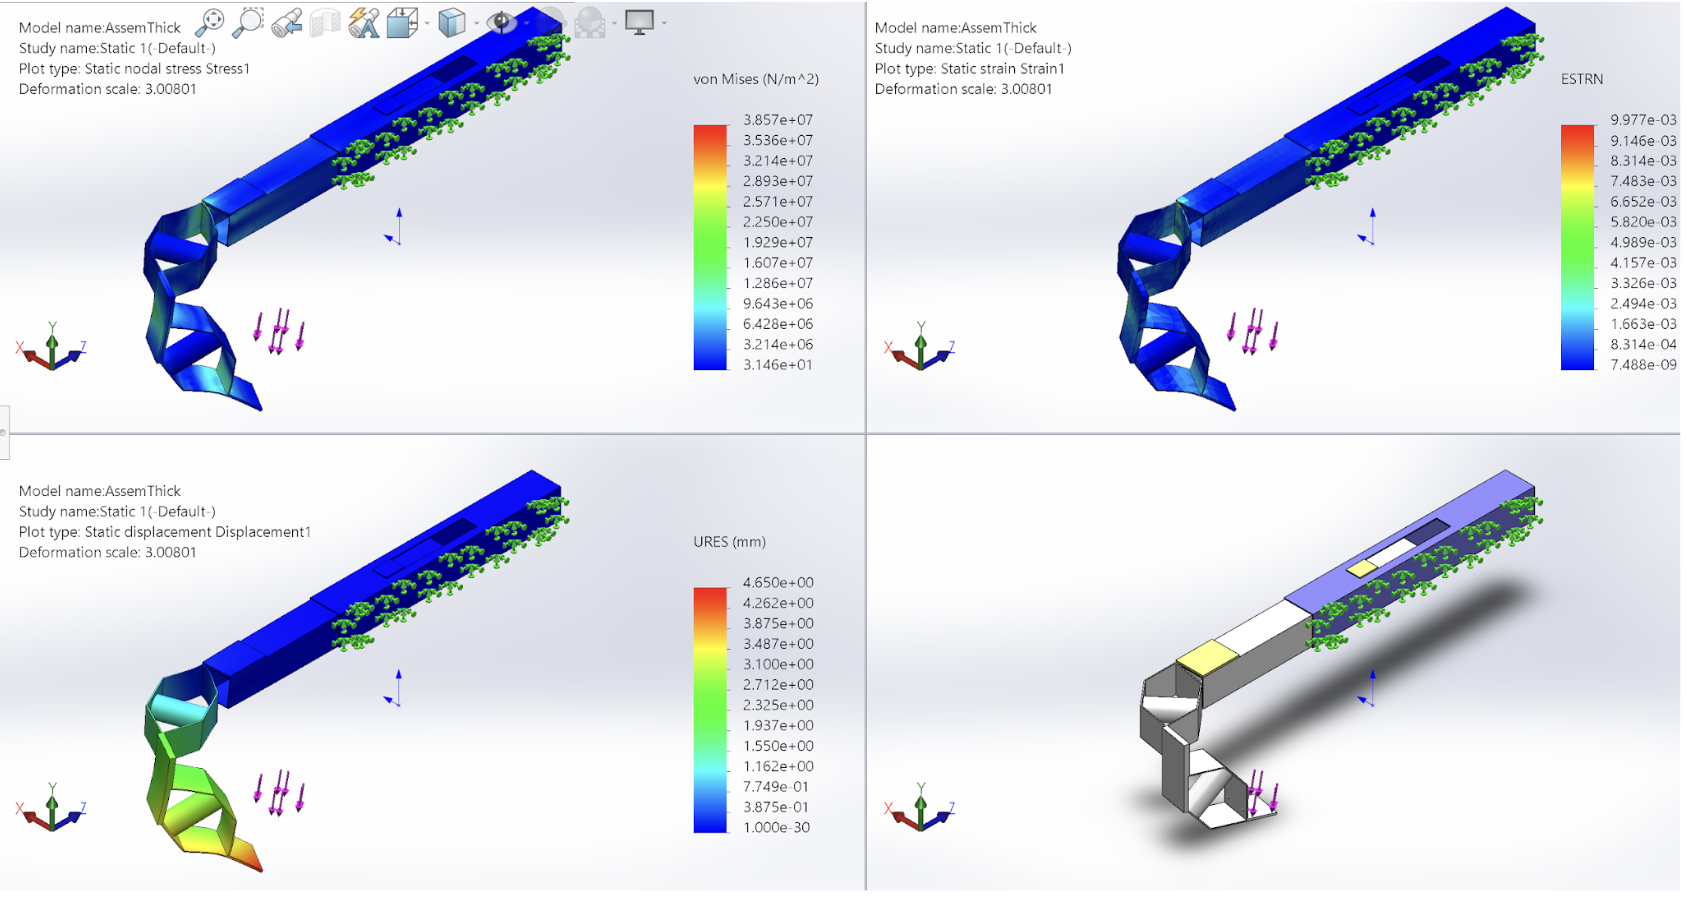 Model name:AssemThick
Study name:Static 1(-Default-)
Plot type: Static nodal stress Stress1
Deformation scale: 3.00801
von Mises (N/m^2)
3.857e+07
3.536e+07
3.214e+07
2.893e+07
2.571e+07
2.250e+07
1.929e+07
1.607e+07
1.286e+07
9.643e+06
6.428e+06
3.214e+06
3.146e+01
X
Y
Z
Model name:AssemThick
Study name:Static 1(-Default-)
Plot type: Static strain Strain1
Deformation scale: 3.00801
ESTRN
9.977e-03
9.146e-03
8.314e-03
7.483e-03
6.652e-03
5.820e-03
4.989e-03
4.157e-03
3.326e-03
2.494e-03
1.663e-03
8.314e-04
7.488e-09
X
Y
Z
Model name:AssemThick
Study name:Static 1(-Default-)
Plot type: Static displacement Displacement1
Deformation scale: 3.00801
URES (mm)
4.650e+00
4.262e+00
3.875e+00
3.487e+00
3.100e+00
2.712e+00
2.325e+00
1.937e+00
1.550e+00
1.162e+00
7.749e-01
3.875e-01
1.000e-30
X
Y
Z
X
Y
Z